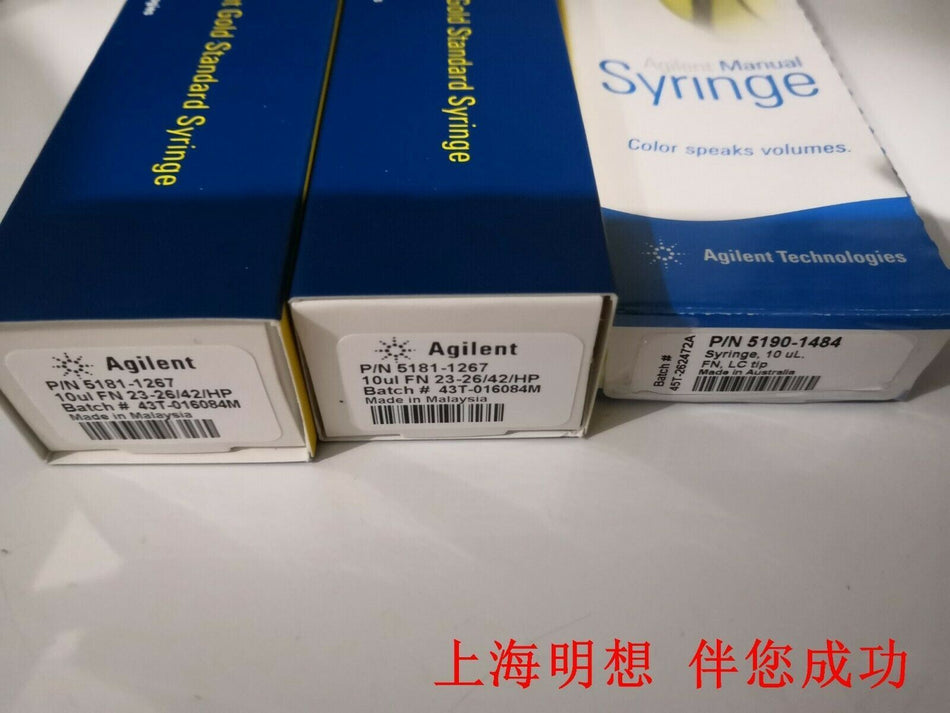 t Gold Standard Syringe
Agilent
P/N 5181-1267
10ul FN 23-26/42/HP
Batch # 43T-016084M
Made in Malaysia
Gold Standard Syringe
Agilent
P/N 5181-1267
10ul FN 23-26/42/HP
Batch # 43T-016084M
Made in Malaysia
Agilent Manual
Syringe
Color speaks volumes.
Agilent Technologies
Batch #
45T-262472A
P/N 5190-1484
Syringe, 10 uL.
FN, LC tip
Made in Australia
上海明想 伴您成功